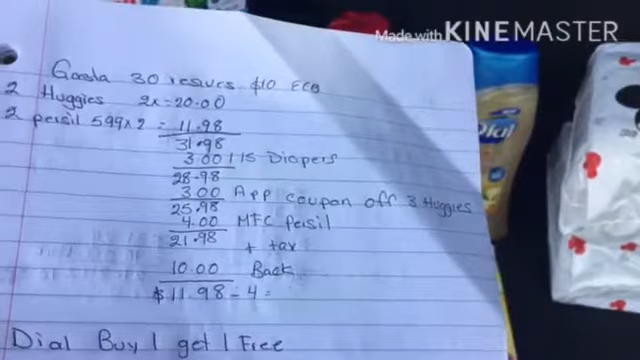 Made with KINEMASTER
Gasta 30 resives $10 ECB
2 Huggies 2x=20.00
2 persil 599x2 = 11.98
31.98
3.00 / 15 Diapers
28.98
3.00 App coupon off 3 Huggies
25.98
4.00 MFC Persil
21.98 + tax
10.00 Back
$11.98 - 4 =
Dial Buy 1 get 1 Free
Dial